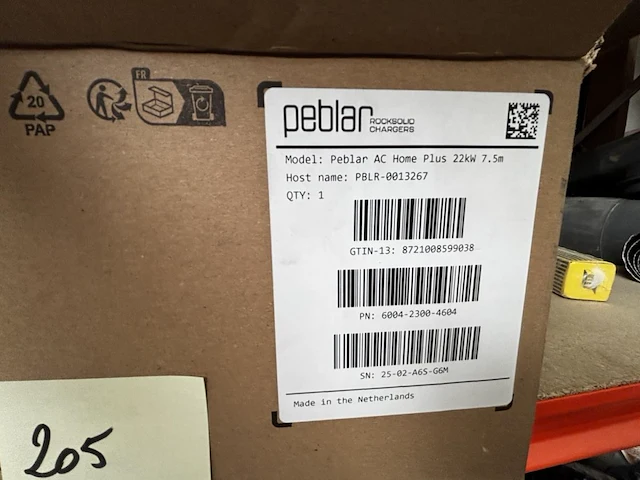 20
PAP
FR
peblar ROCKSOLID
CHARGERS
Model: Peblar AC Home Plus 22kW 7.5m
Host name: PBLR-0013267
QTY: 1
GTIN-13: 8721008599038
PN: 6004-2300-4604
SN: 25-02-A6S-G6M
Made in the Netherlands
205